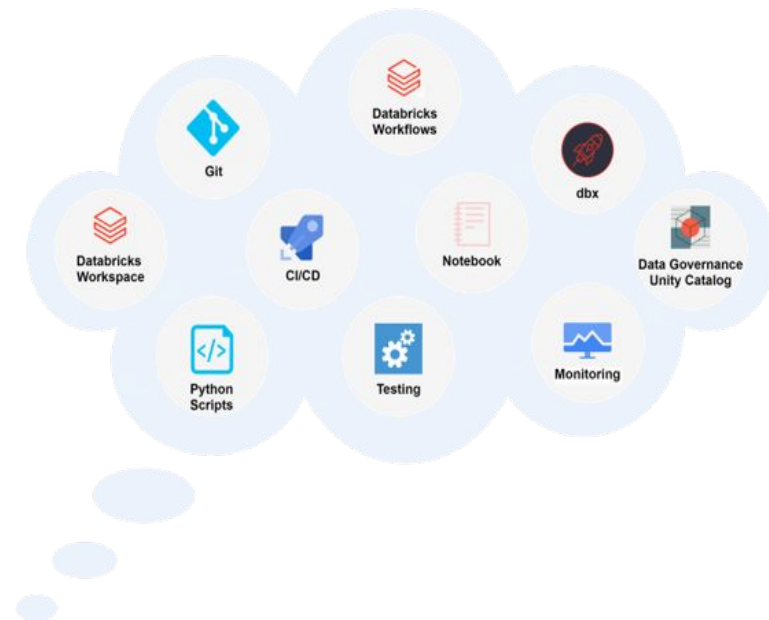 Databricks
Workflows
Git
dbx
Databricks
Workspace
CI/CD
Notebook
Data Governance
Unity Catalog
Python
Scripts
Testing
Monitoring